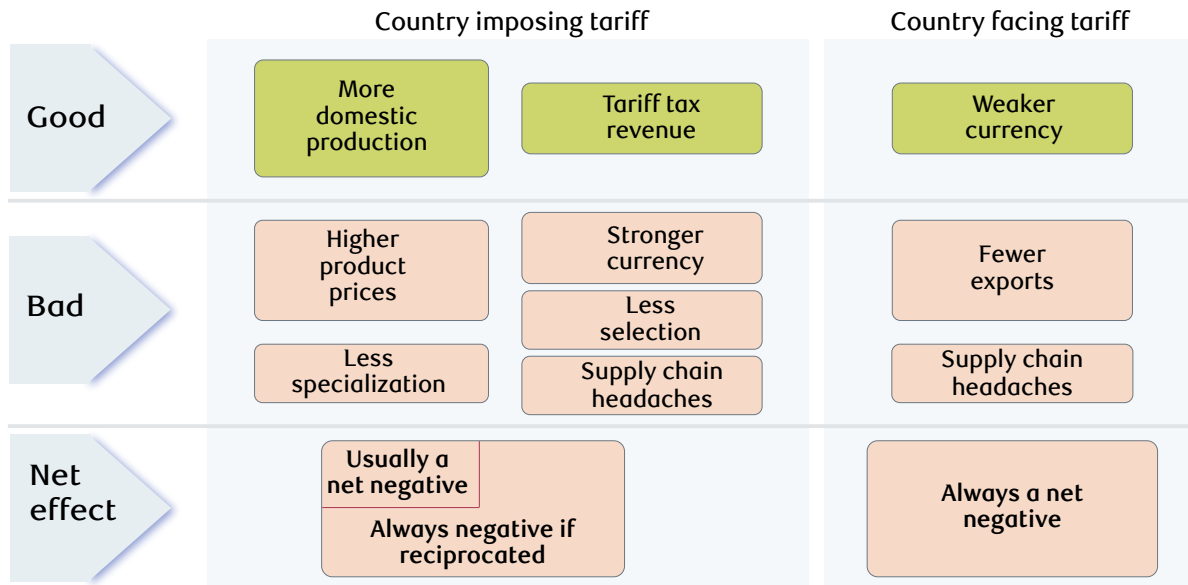 Country imposing tariff
Country facing tariff
Good
More
domestic
production
Tariff tax
revenue
Weaker
currency
Bad
Higher
product
prices
Stronger
currency
Less
selection
Less
specialization
Supply chain
headaches
Fewer
exports
Supply chain
headaches
Net
effect
Usually a
net negative
Always negative if
reciprocated
Always a net
negative